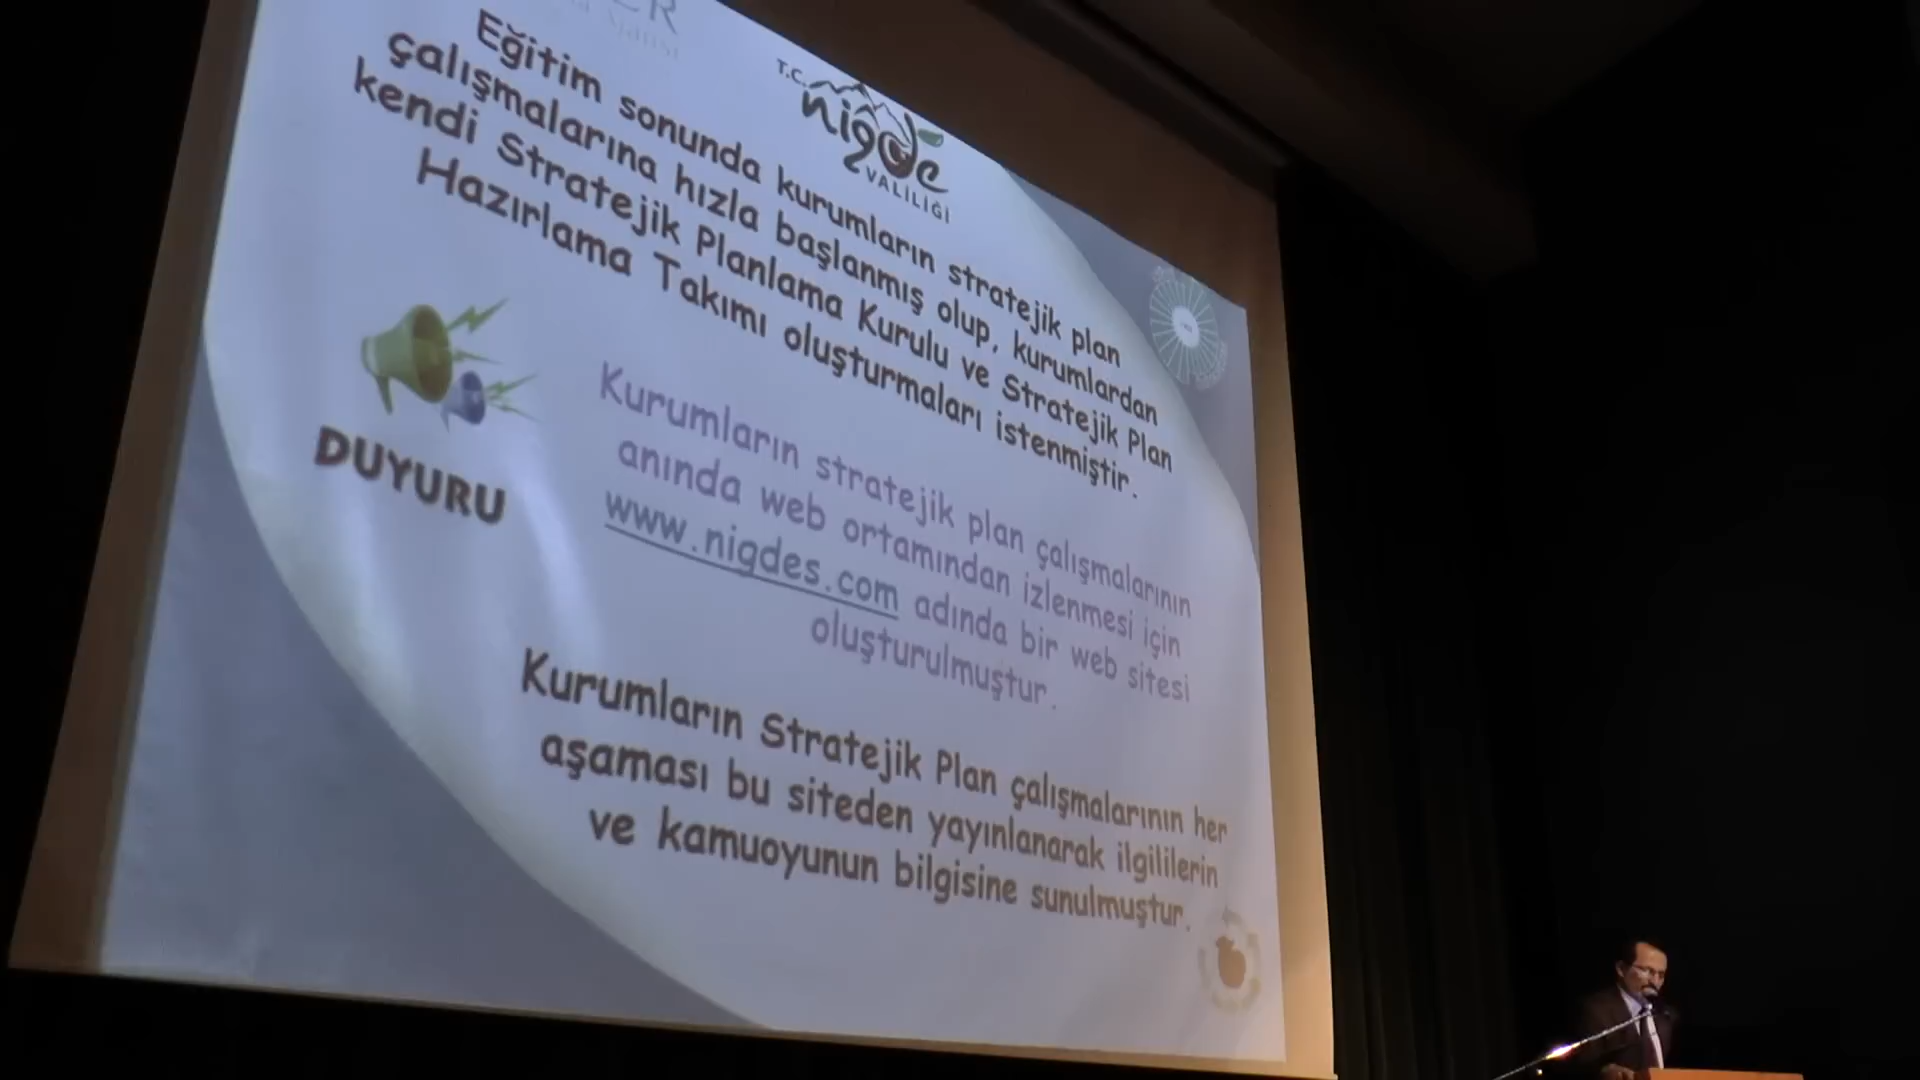 T.C.
niğde
VALİLİĞİ
Eğitim sonunda kurumların stratejik plan
çalışmalarına hızla başlanmış olup, kurumlardan
kendi Stratejik Planlama Kurulu ve Stratejik Plan
Hazırlama Takımı oluşturmaları istenmiştir.
DUYURU
Kurumların stratejik plan çalışmalarının
anında web ortamından izlenmesi için
www.nigdes.com adında bir web sitesi
oluşturulmuştur.
Kurumların Stratejik Plan çalışmalarının her
aşaması bu siteden yayınlanarak ilgililerin
ve kamuoyunun bilgisine sunulmuştur.